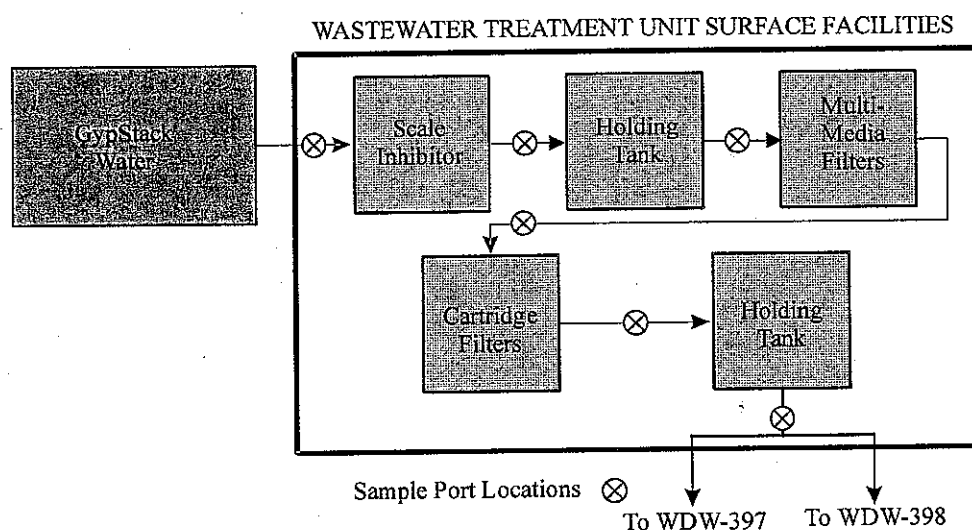 WASTEWATER TREATMENT UNIT SURFACE FACILITIES
GypStack
Water
Scale
Inhibitor
Holding
Tank
Multi-
Media
Filters
Cartridge
Filters
Holding
Tank
Sample Port Locations
To WDW-397
To WDW-398